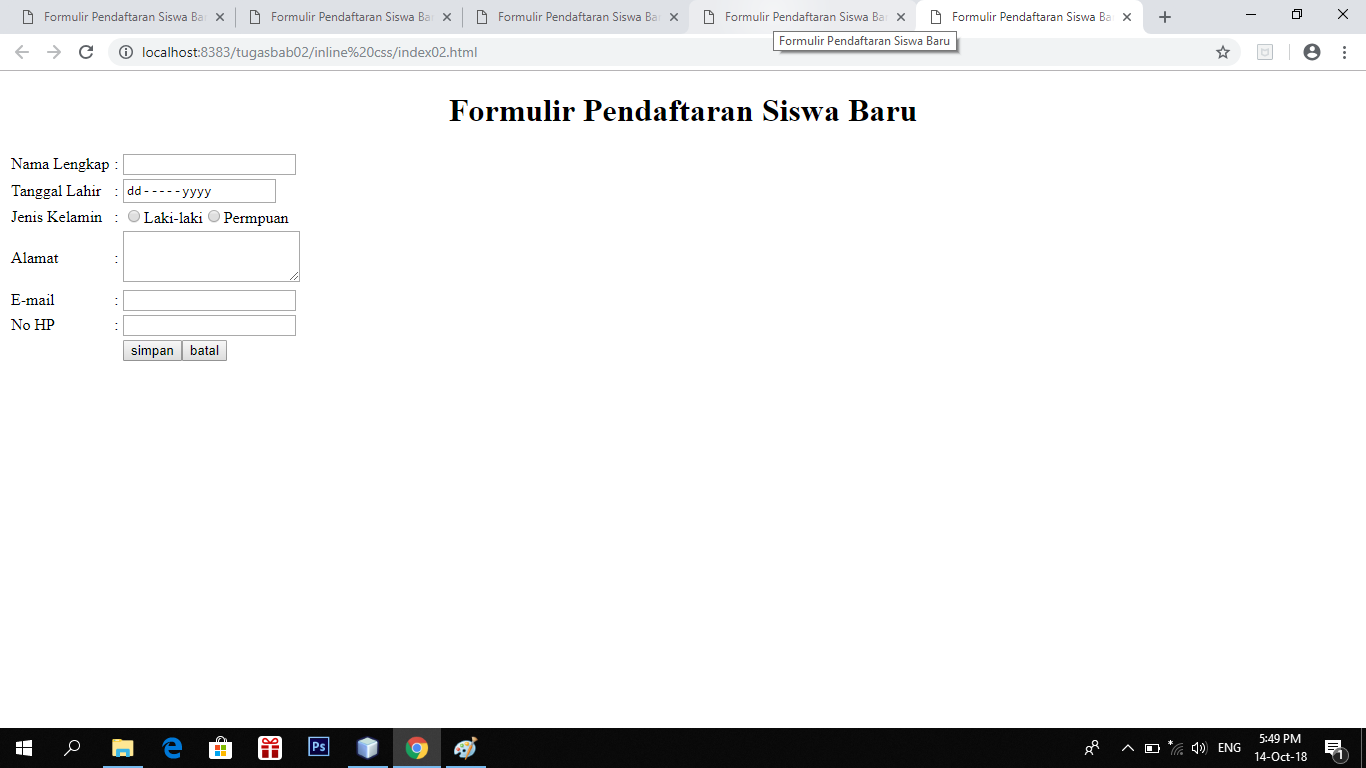 Formulir Pendaftaran Siswa Ba Formulir Pendaftaran Siswa Ba Formulir Pendaftaran Siswa Ba Formulir Pendaftaran Siswa Ba Formulir Pendaftaran Siswa Ba
Formulir Pendaftaran Siswa Baru
localhost:8383/tugasbab02/inline%20css/index02.html
Formulir Pendaftaran Siswa Baru
Nama Lengkap :
Tanggal Lahir : dd-----yyyy
Jenis Kelamin : Laki-laki Permpuan
Alamat :
E-mail :
No HP :
simpan batal
Ps
ENG
5:49 PM
14-Oct-18
1